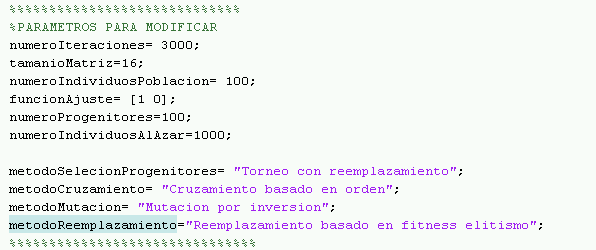 %%%%%%%%%%%%%%%%%%%%%%%%%%%%%
%PARAMETROS PARA MODIFICAR
numeroIteraciones= 3000;
tamanioMatriz=16;
numeroIndividuosPoblacion= 100;
funcionAjuste= [1 0];
numeroProgenitores=100;
numeroIndividuosAlAzar=1000;
metodoSelecionProgenitores= "Torneo con reemplazamiento";
metodoCruzamiento= "Cruzamiento basado en orden";
metodoMutacion= "Mutacion por inversion";
metodoReemplazamiento="Reemplazamiento basado en fitness elitismo";
%%%%%%%%%%%%%%%%%%%%%%%%%%%%%%%